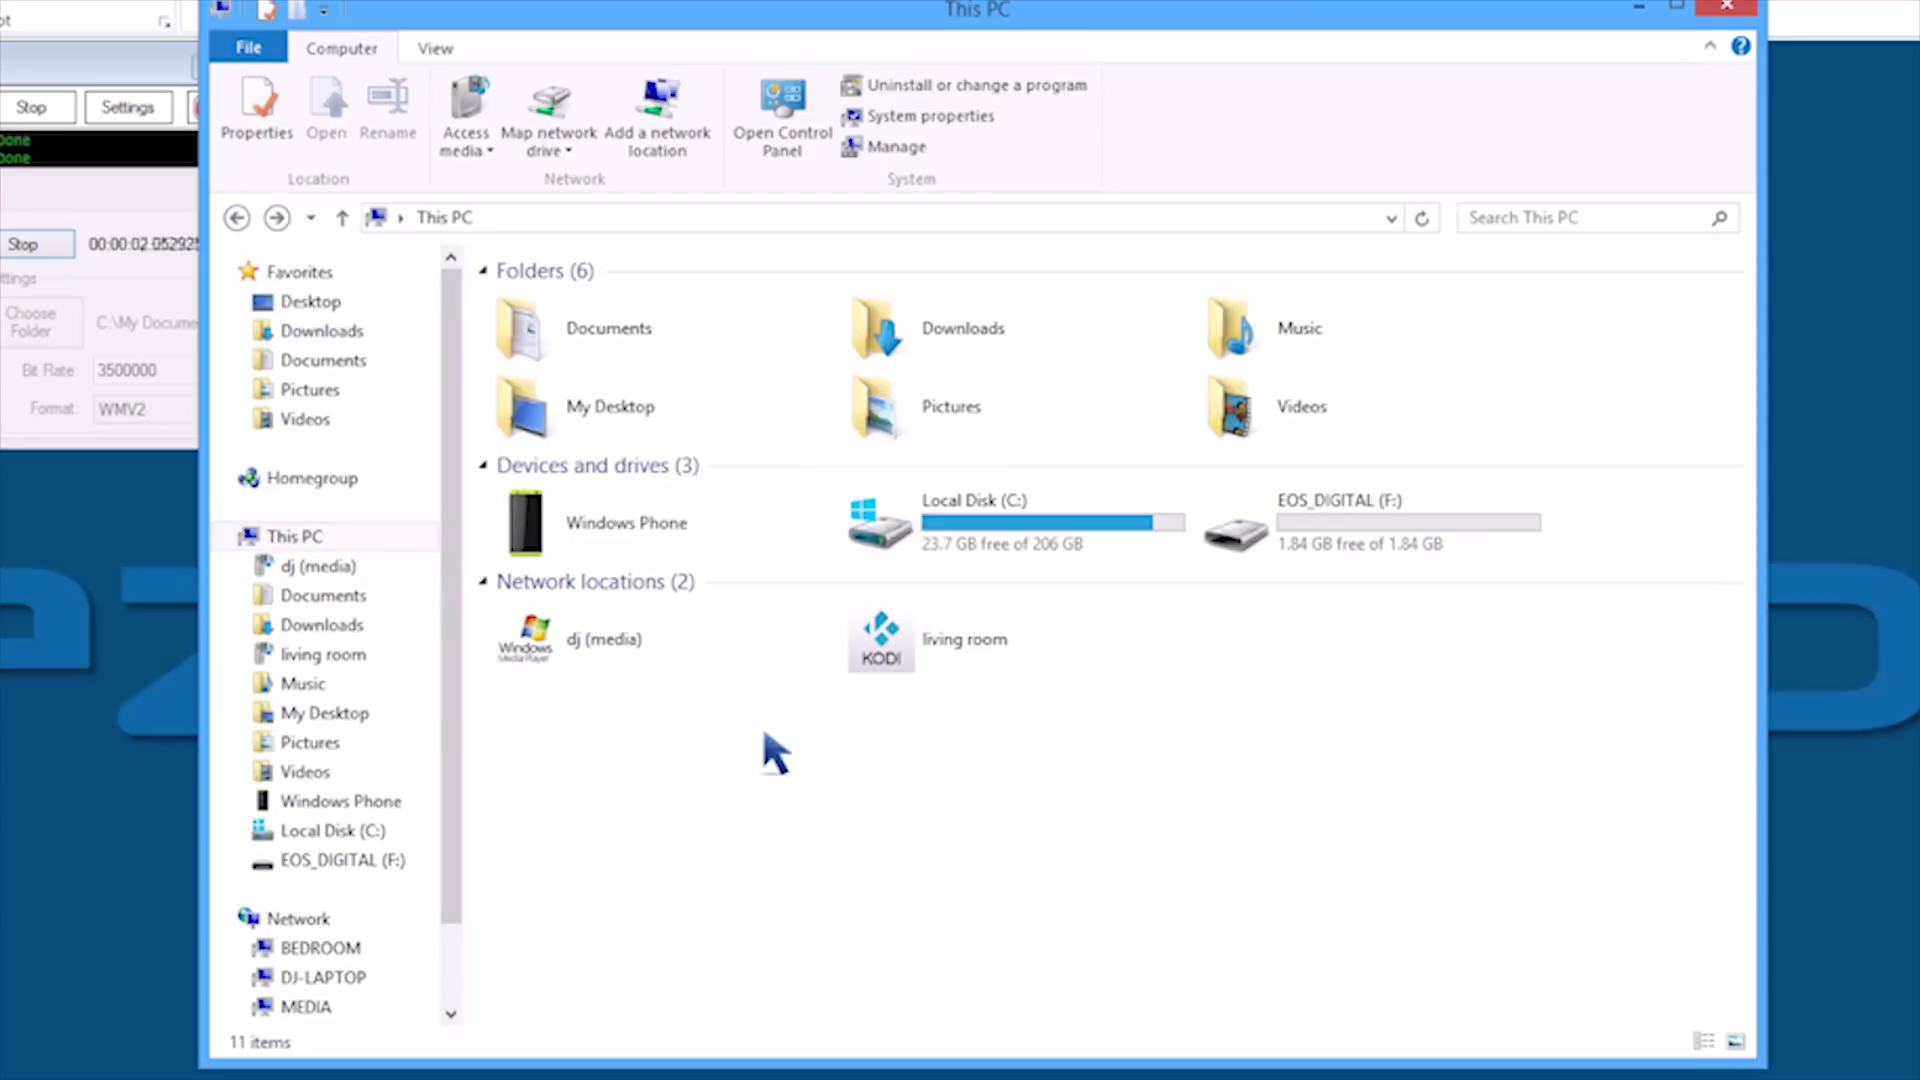 This PC
File
Computer
View
Stop
Settings
Properties
Open
Rename
Location
Access media
Map network drive
Add a network location
Network
Open Control Panel
Uninstall or change a program
System properties
Manage
System
This PC
Search This PC
Stop
00:00:02.05292
Choose Folder
C:\My Docume
Bit Rate:
3500000
Format:
WMV2
Favorites
Desktop
Downloads
Documents
Pictures
Videos
Homegroup
This PC
dj (media)
Documents
Downloads
living room
Music
My Desktop
Pictures
Videos
Windows Phone
Local Disk (C:)
EOS_DIGITAL (F:)
Network
BEDROOM
DJ-LAPTOP
MEDIA
Folders (6)
Documents
Downloads
Music
My Desktop
Pictures
Videos
Devices and drives (3)
Windows Phone
Local Disk (C:)
23.7 GB free of 206 GB
EOS_DIGITAL (F:)
1.84 GB free of 1.84 GB
Network locations (2)
Windows
Media Player
dj (media)
KODI
living room
11 items